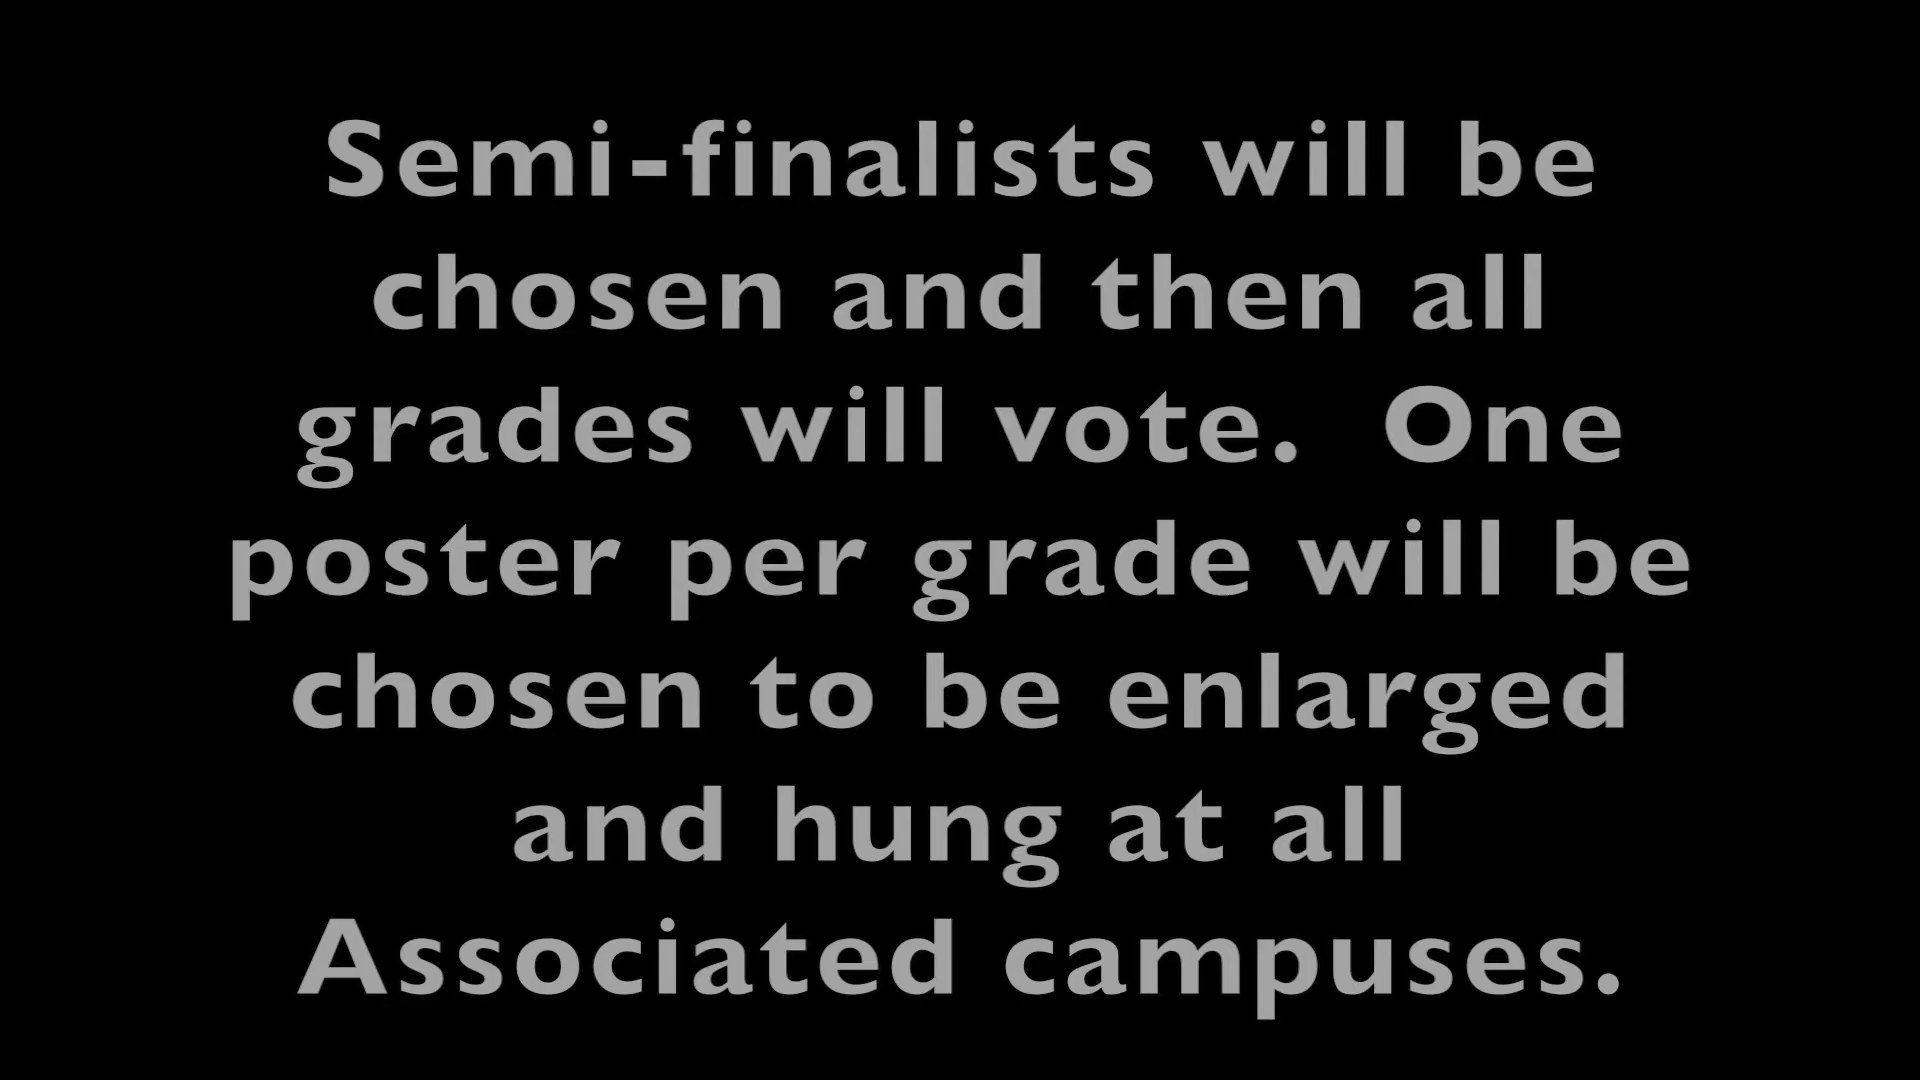 Semi-finalists will be
chosen and then all
grades will vote.  One
poster per grade will be
chosen to be enlarged
and hung at all
Associated campuses.